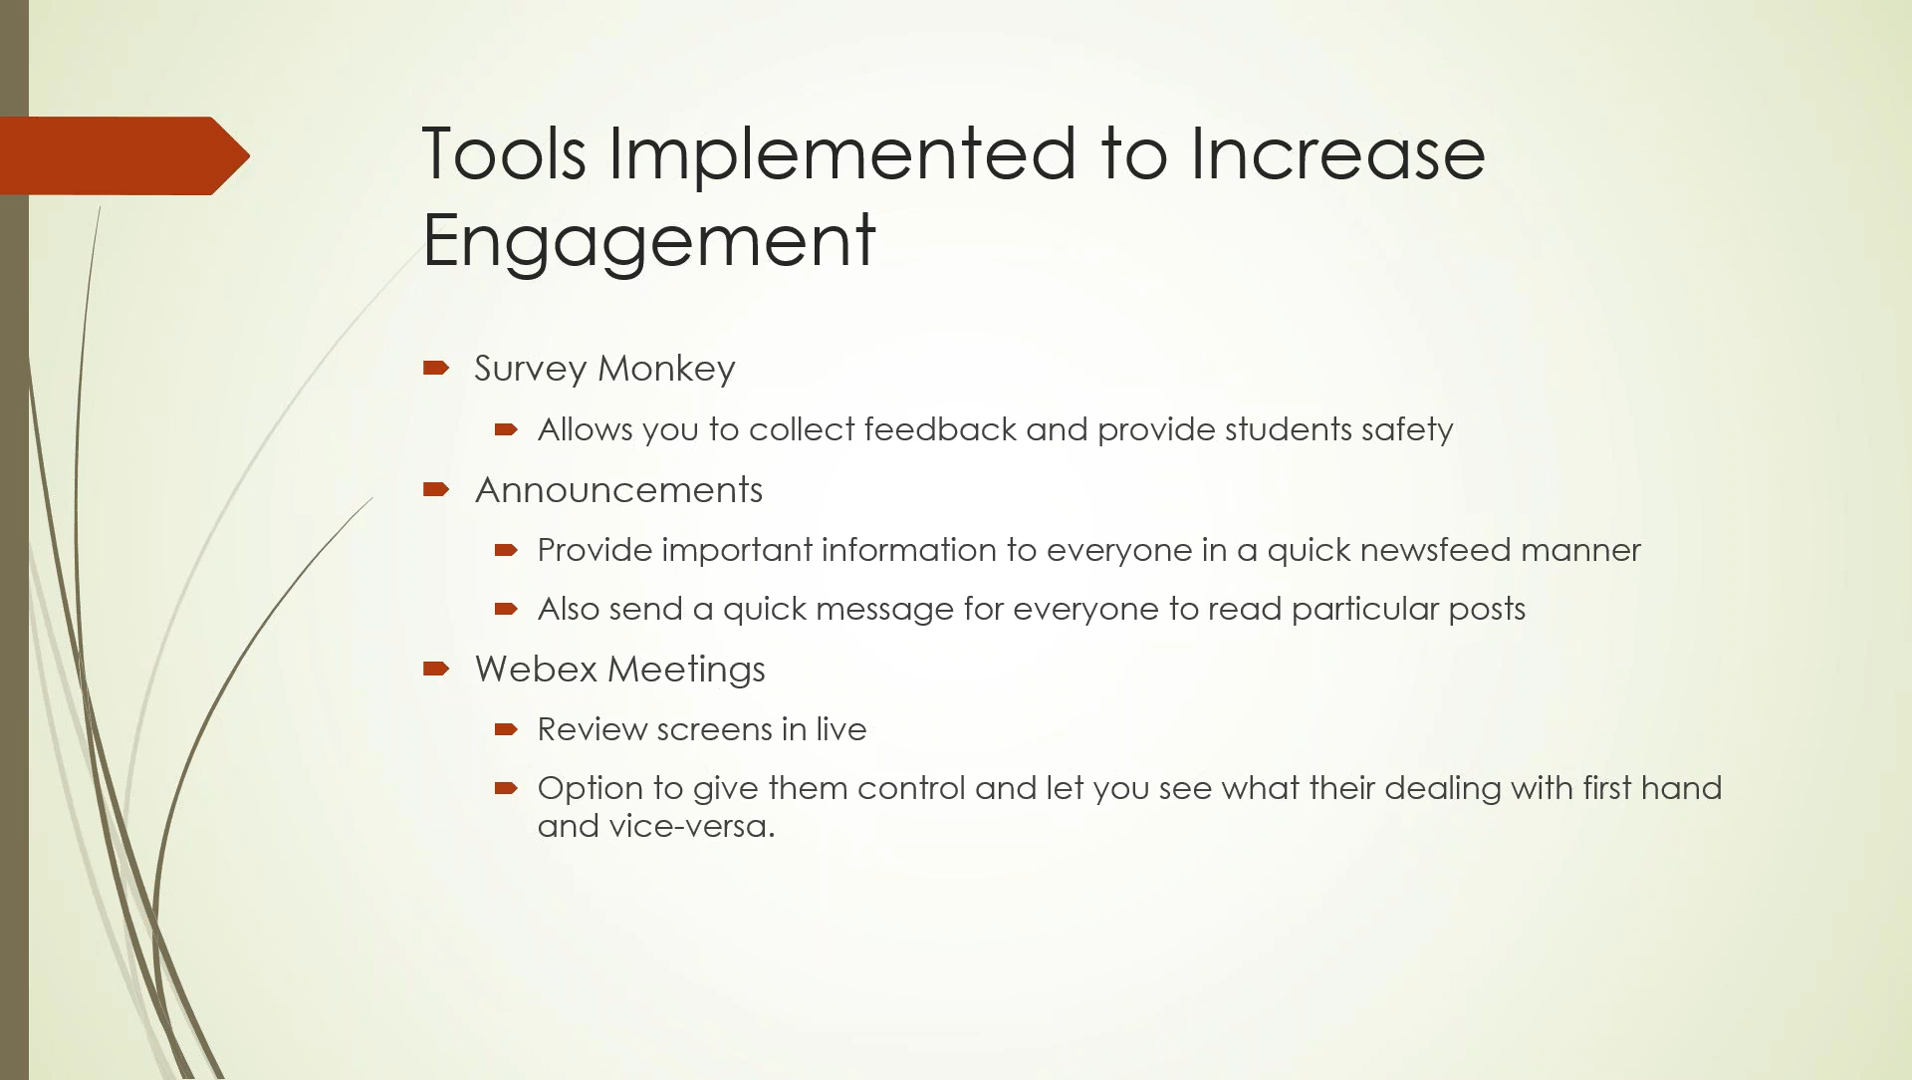 Tools Implemented to Increase
Engagement
Survey Monkey
Allows you to collect feedback and provide students safety
Announcements
Provide important information to everyone in a quick newsfeed manner
Also send a quick message for everyone to read particular posts
Webex Meetings
Review screens in live
Option to give them control and let you see what their dealing with first hand
and vice-versa.